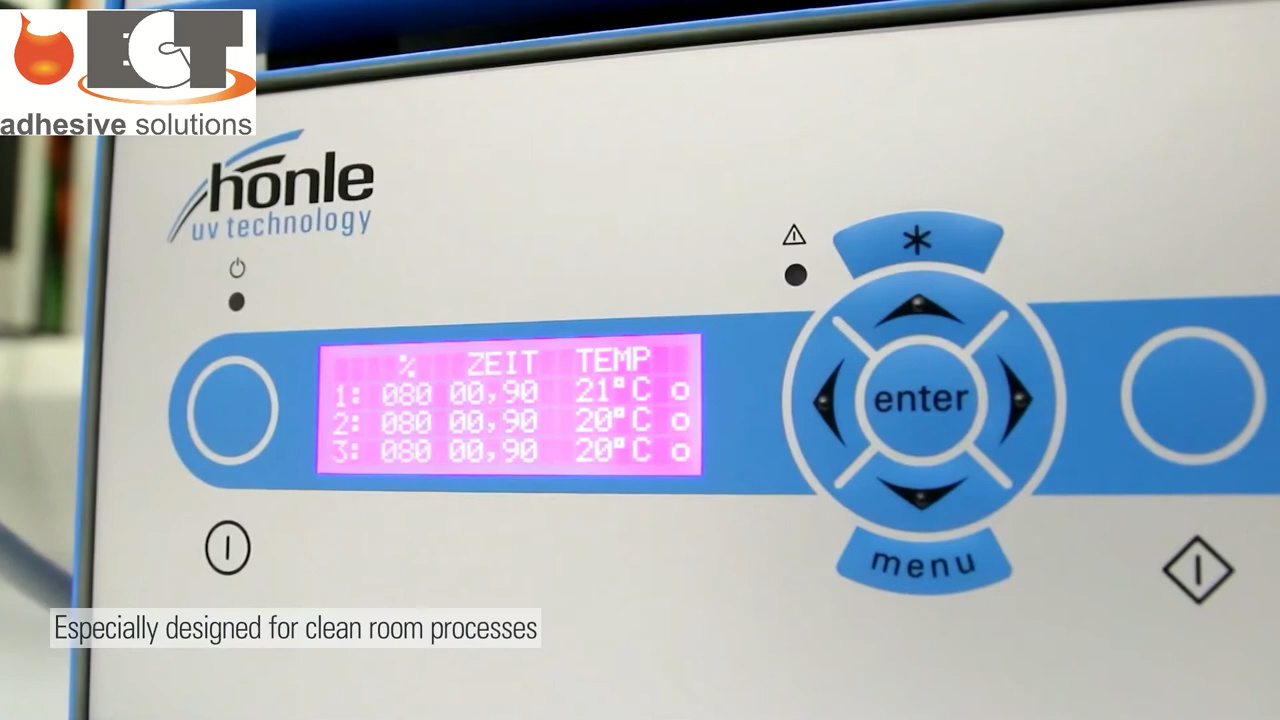 ECT
adhesive solutions
hönle
uv technology
% ZEIT TEMP
1: 080 00,90 21°C o
2: 080 00,90 20°C o
3: 080 00,90 20°C o
*
enter
menu
Especially designed for clean room processes